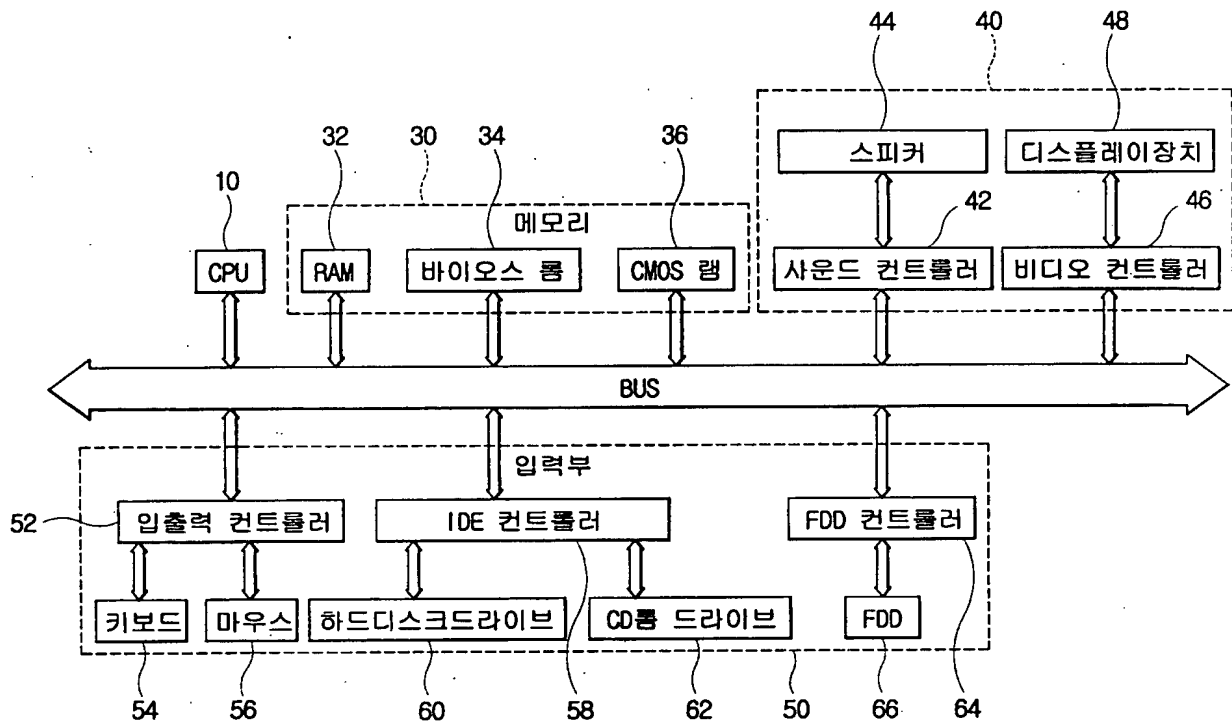 44
48
40
32
30
34
36
스피커
디스플레이장치
10
메모리
42
46
CPU
RAM
바이오스 롬
CMOS 램
사운드 컨트롤러
비디오 컨트롤러
BUS
입력부
52
입출력 컨트롤러
IDE 컨트롤러
FDD 컨트롤러
키보드
마우스
하드디스크드라이브
CD롬 드라이브
FDD
54
56
60
58
62
50
66
64